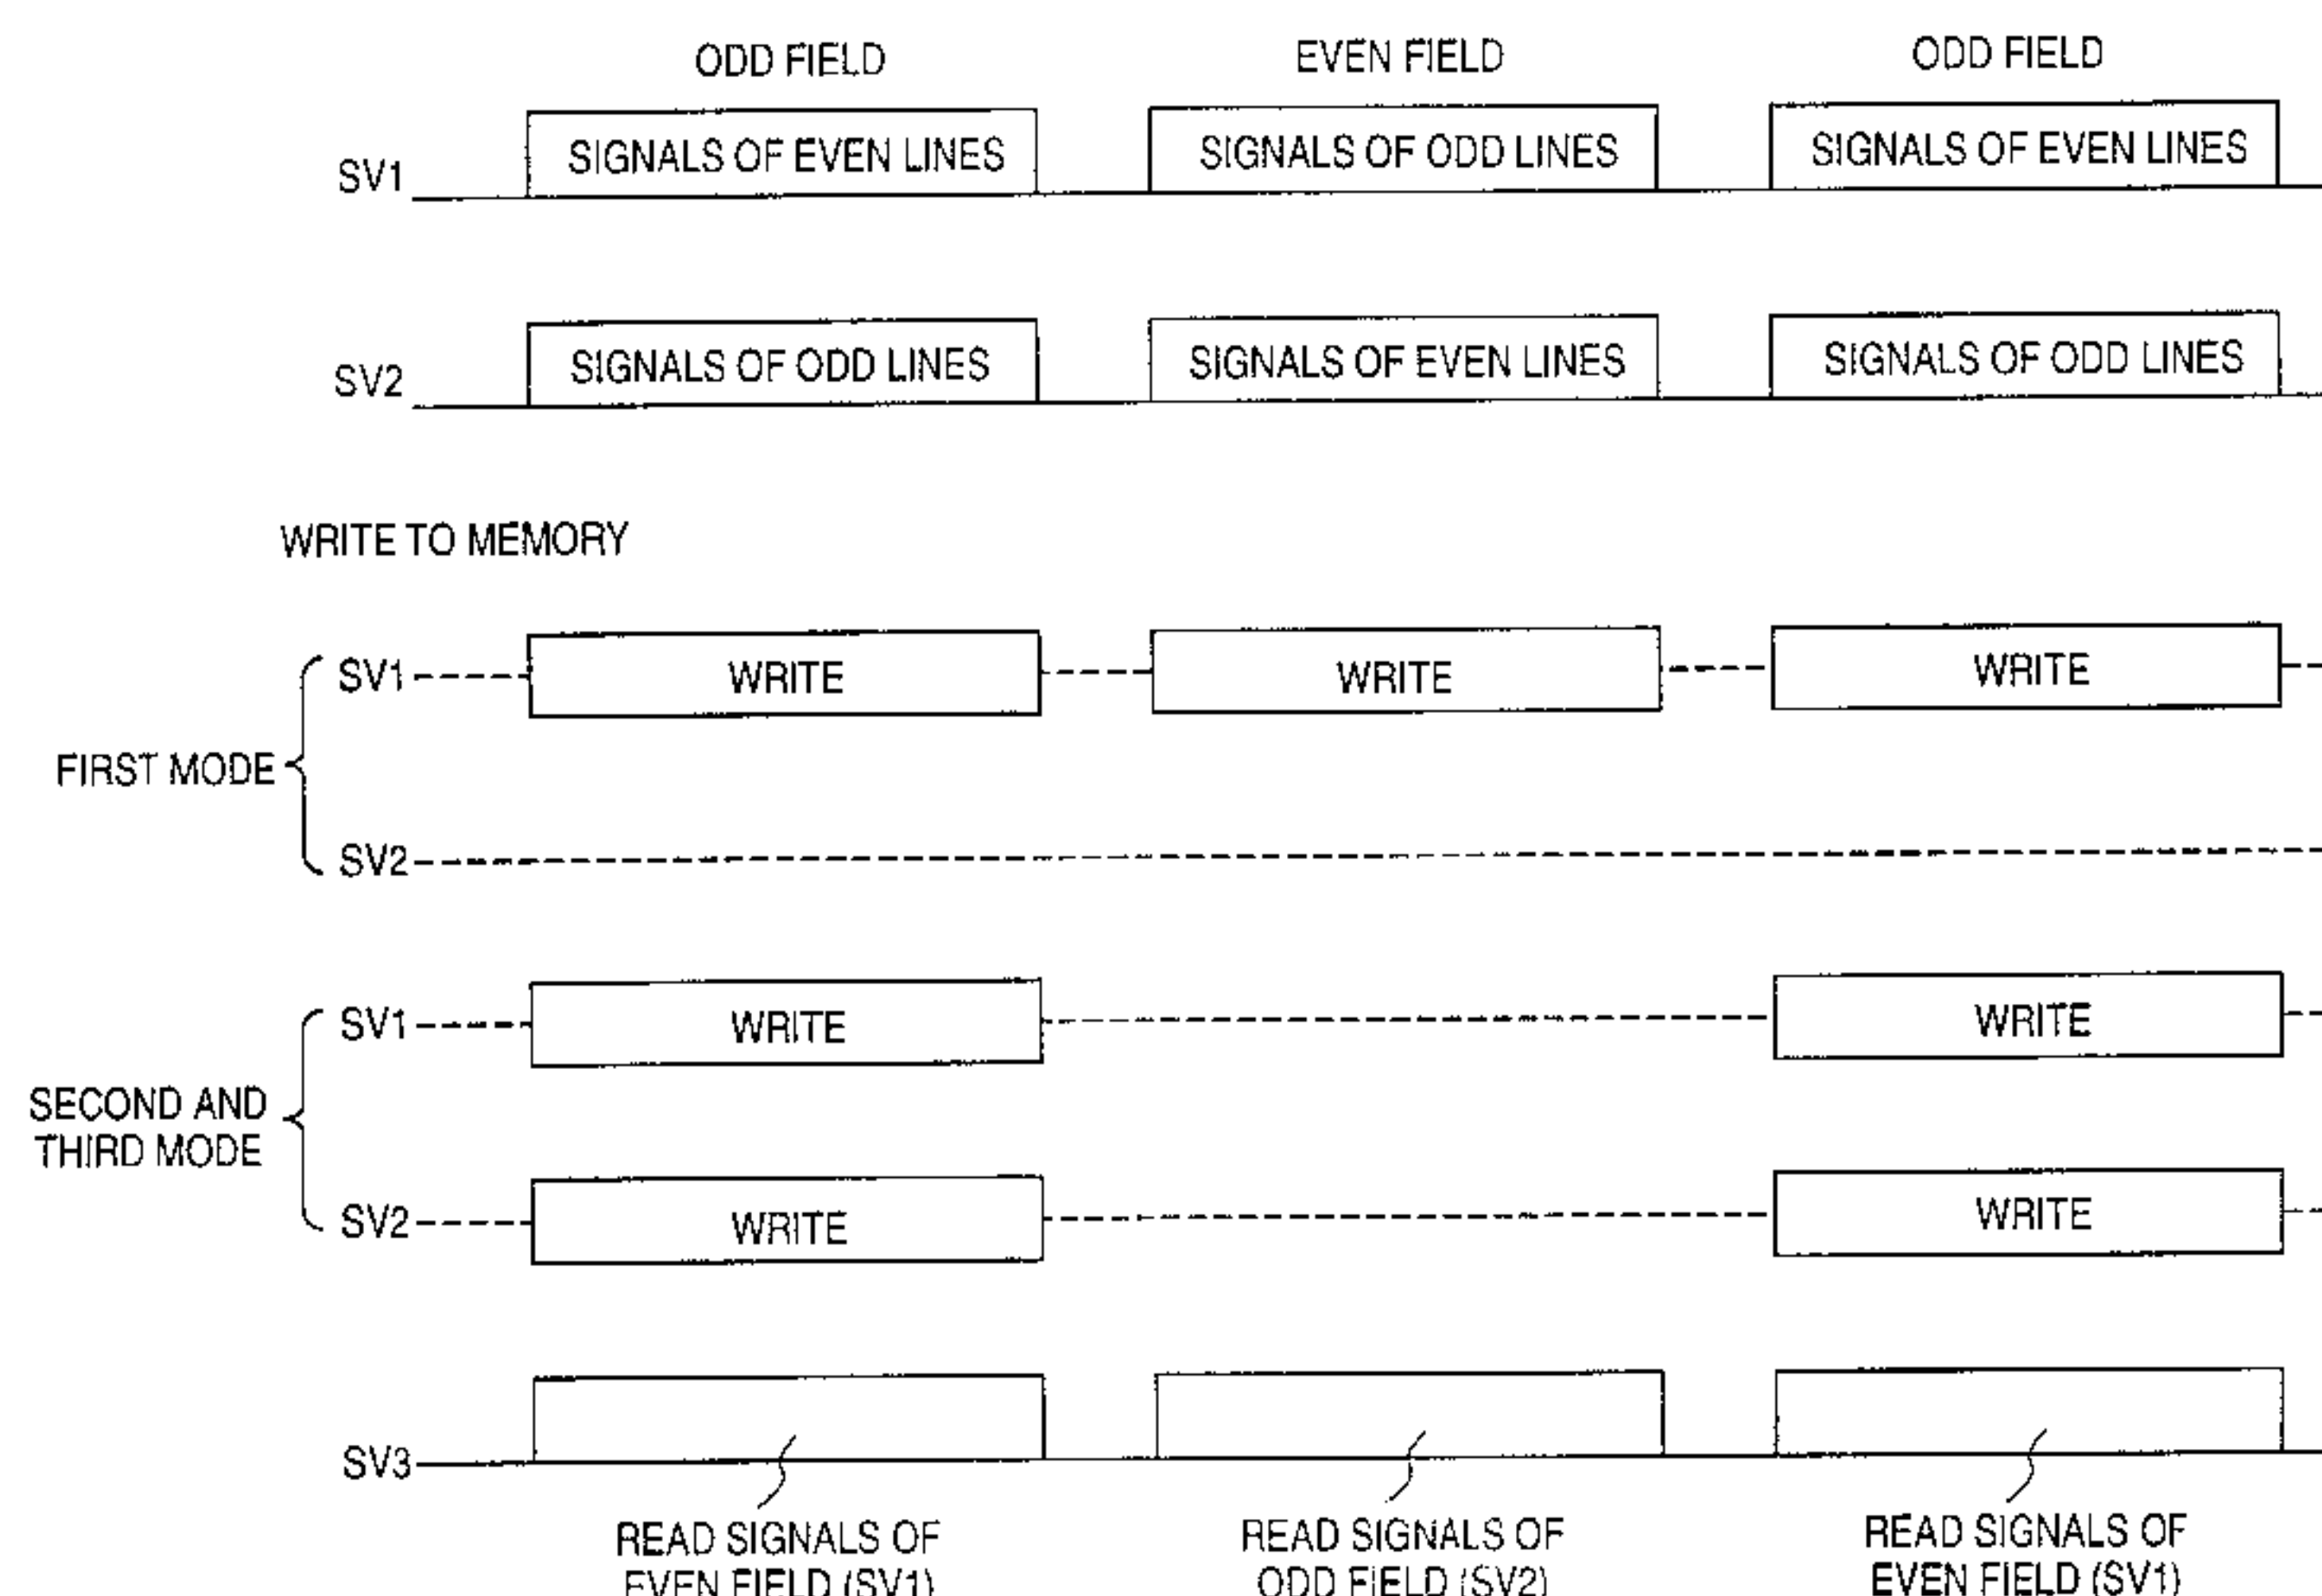 ODD FIELD EVEN FIELD ODD FIELD
SV1 SIGNALS OF EVEN LINES SIGNALS OF ODD LINES SIGNALS OF EVEN LINES
SV2 SIGNALS OF ODD LINES SIGNALS OF EVEN LINES SIGNALS OF ODD LINES
WRITE TO MEMORY
SV1 WRITE WRITE WRITE
FIRST MODE
SV2
SV1 WRITE WRITE
SECOND AND
THIRD MODE
SV2 WRITE WRITE
SV3
READ SIGNALS OF
EVEN FIELD (SV1)
READ SIGNALS OF
ODD FIELD (SV2)
READ SIGNALS OF
EVEN FIELD (SV1)